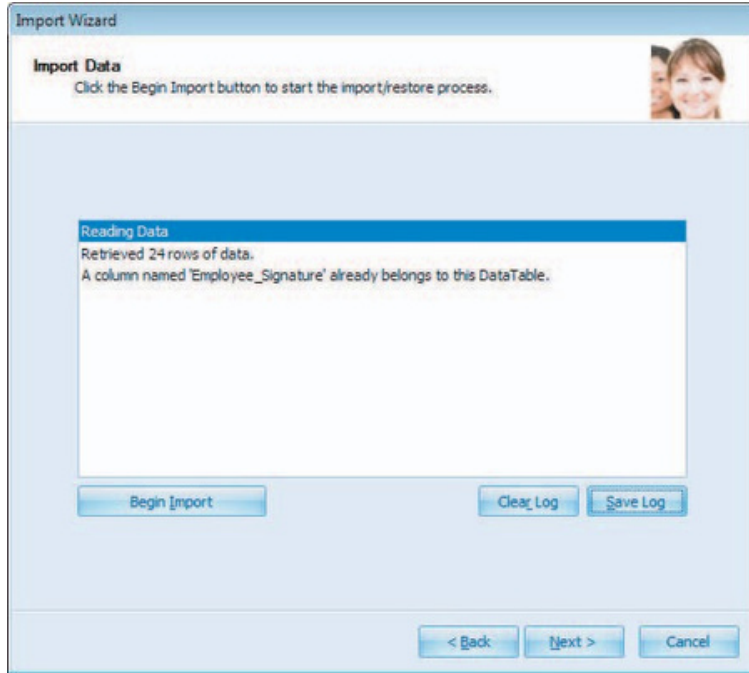 Import Wizard
Import Data
Click the Begin Import button to start the import/restore process.
Reading Data
Retrieved 24 rows of data.
A column named 'Employee_Signature' already belongs to this DataTable.
Begin Import
Clear Log
Save Log
< Back
Next >
Cancel